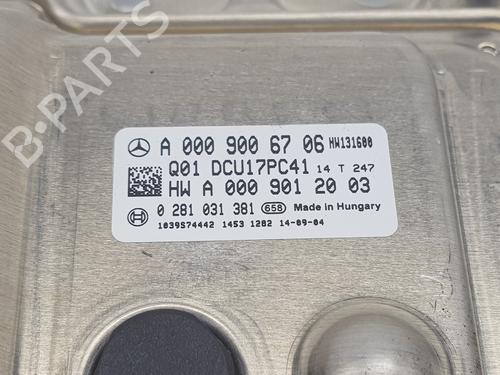 A 000 900 67 06 HW131600
Q01 DCU17PC41 14 T 247
HW A 000 901 20 03
0 281 031 381 658 Made in Hungary
1039S74442 1453 1282 14-09-04
B-PARTS